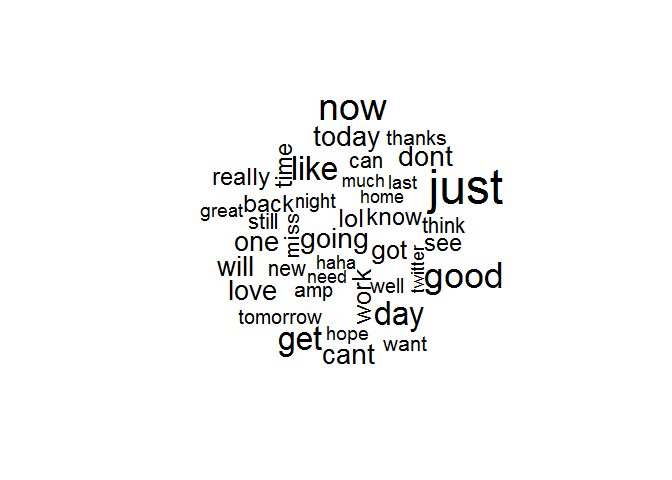 now
today
thanks
time
like
can
dont
really
much
last
just
home
great
back
night
still
miss
lol
know
think
one
going
got
see
will
new
haha
need
twitter
good
love
amp
work
well
tomorrow
day
get
hope
cant
want